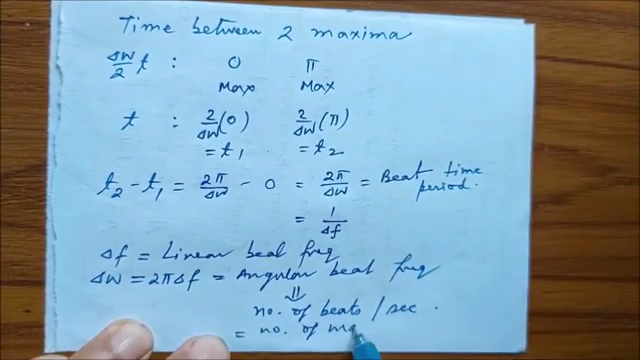 Time between 2 maxima
Δw/2 t : 0 π
Max Max
t : 2/Δw (0) 2/Δw (π)
= t₁ = t₂
t₂ - t₁ = 2π/Δw - 0 = 2π/Δw = Beat time period.
= 1/Δf
Δf = Linear beat freq
Δw = 2πΔf = Angular beat freq
⇓
no. of beats / sec .
= no. of ma